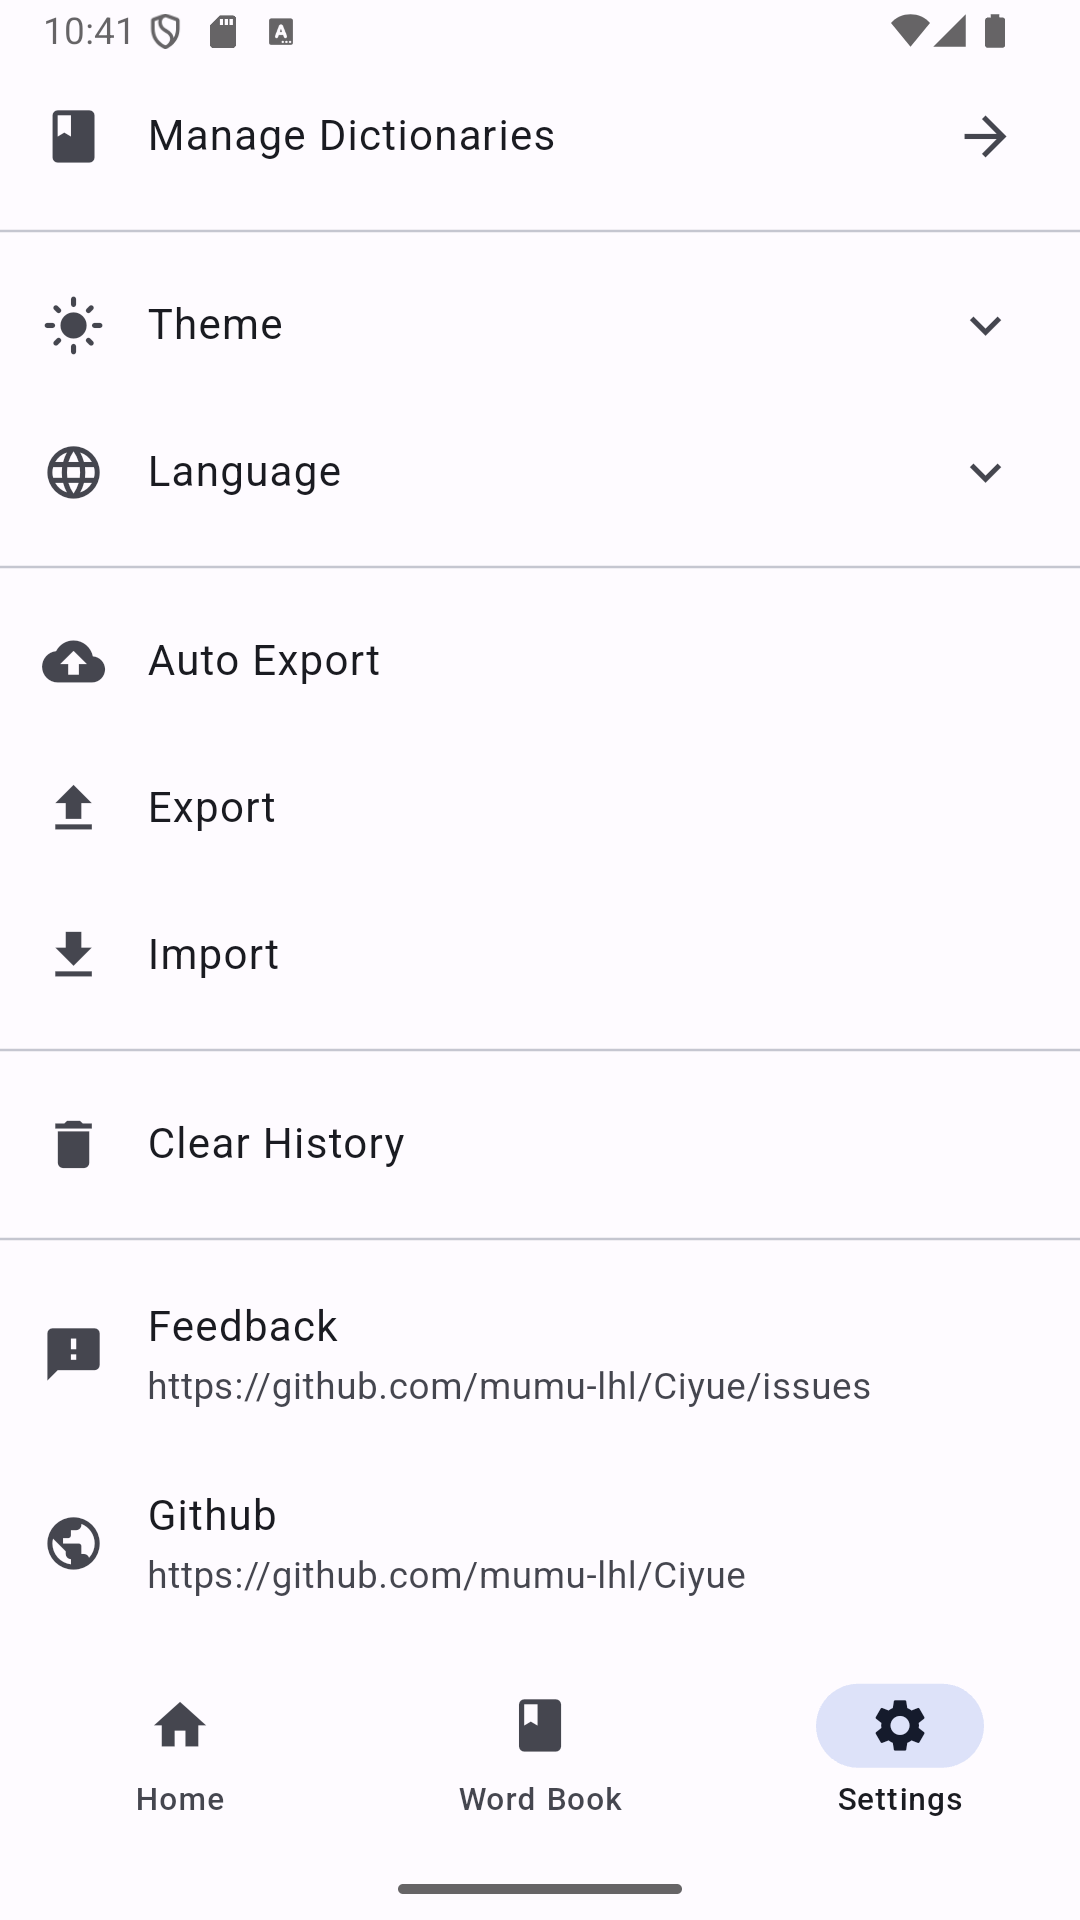 10:41
Manage Dictionaries
Theme
Language
Auto Export
Export
Import
Clear History
Feedback
https://github.com/mumu-lhl/Ciyue/issues
Github
https://github.com/mumu-lhl/Ciyue
Home
Word Book
Settings